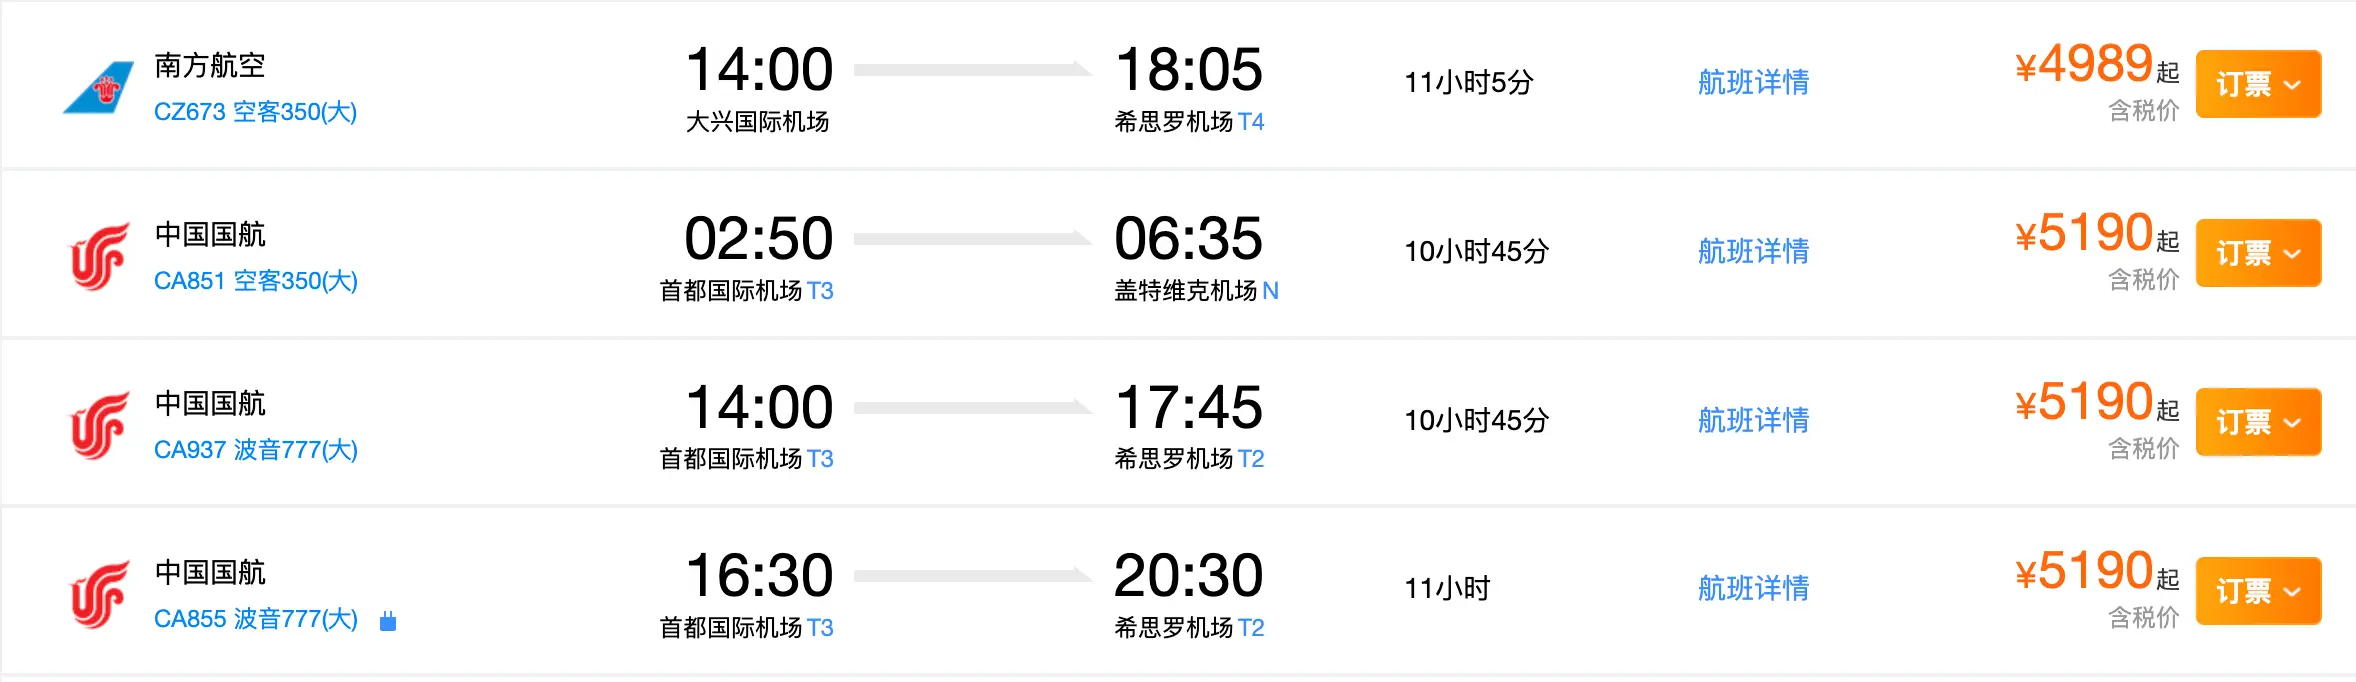 南方航空
CZ673 空客350(大)
14:00
大兴国际机场
18:05
希思罗机场 T4
11小时5分
航班详情
¥4989起
含税价
订票
中国国航
CA851 空客350(大)
02:50
首都国际机场 T3
06:35
盖特维克机场 N
10小时45分
航班详情
¥5190起
含税价
订票
中国国航
CA937 波音777(大)
14:00
首都国际机场 T3
17:45
希思罗机场 T2
10小时45分
航班详情
¥5190起
含税价
订票
中国国航
CA855 波音777(大)
16:30
首都国际机场 T3
20:30
希思罗机场 T2
11小时
航班详情
¥5190起
含税价
订票